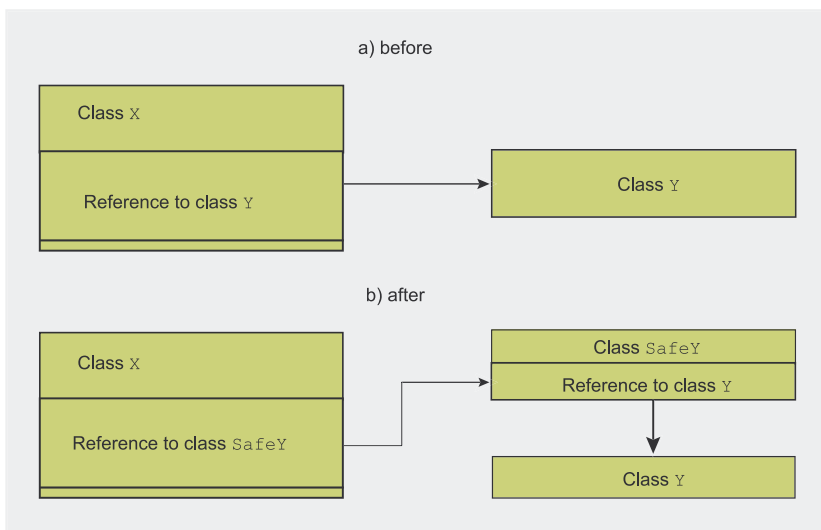 a) before
Class X
Reference to class Y
Class Y
b) after
Class X
Reference to class SafeY
Class SafeY
Reference to class Y
Class Y